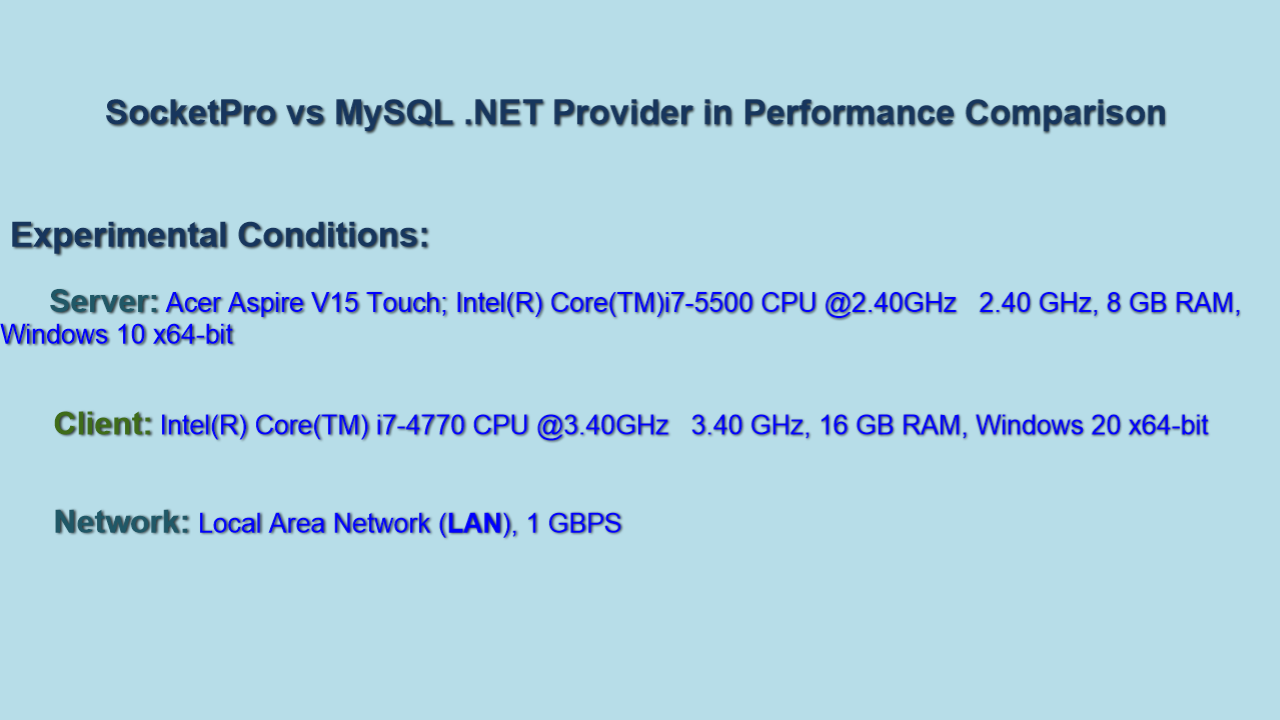 SocketPro vs MySQL .NET Provider in Performance Comparison
Experimental Conditions:
Server: Acer Aspire V15 Touch; Intel(R) Core(TM)i7-5500 CPU @2.40GHz   2.40 GHz, 8 GB RAM,
Windows 10 x64-bit
Client: Intel(R) Core(TM) i7-4770 CPU @3.40GHz   3.40 GHz, 16 GB RAM, Windows 20 x64-bit
Network: Local Area Network (LAN), 1 GBPS